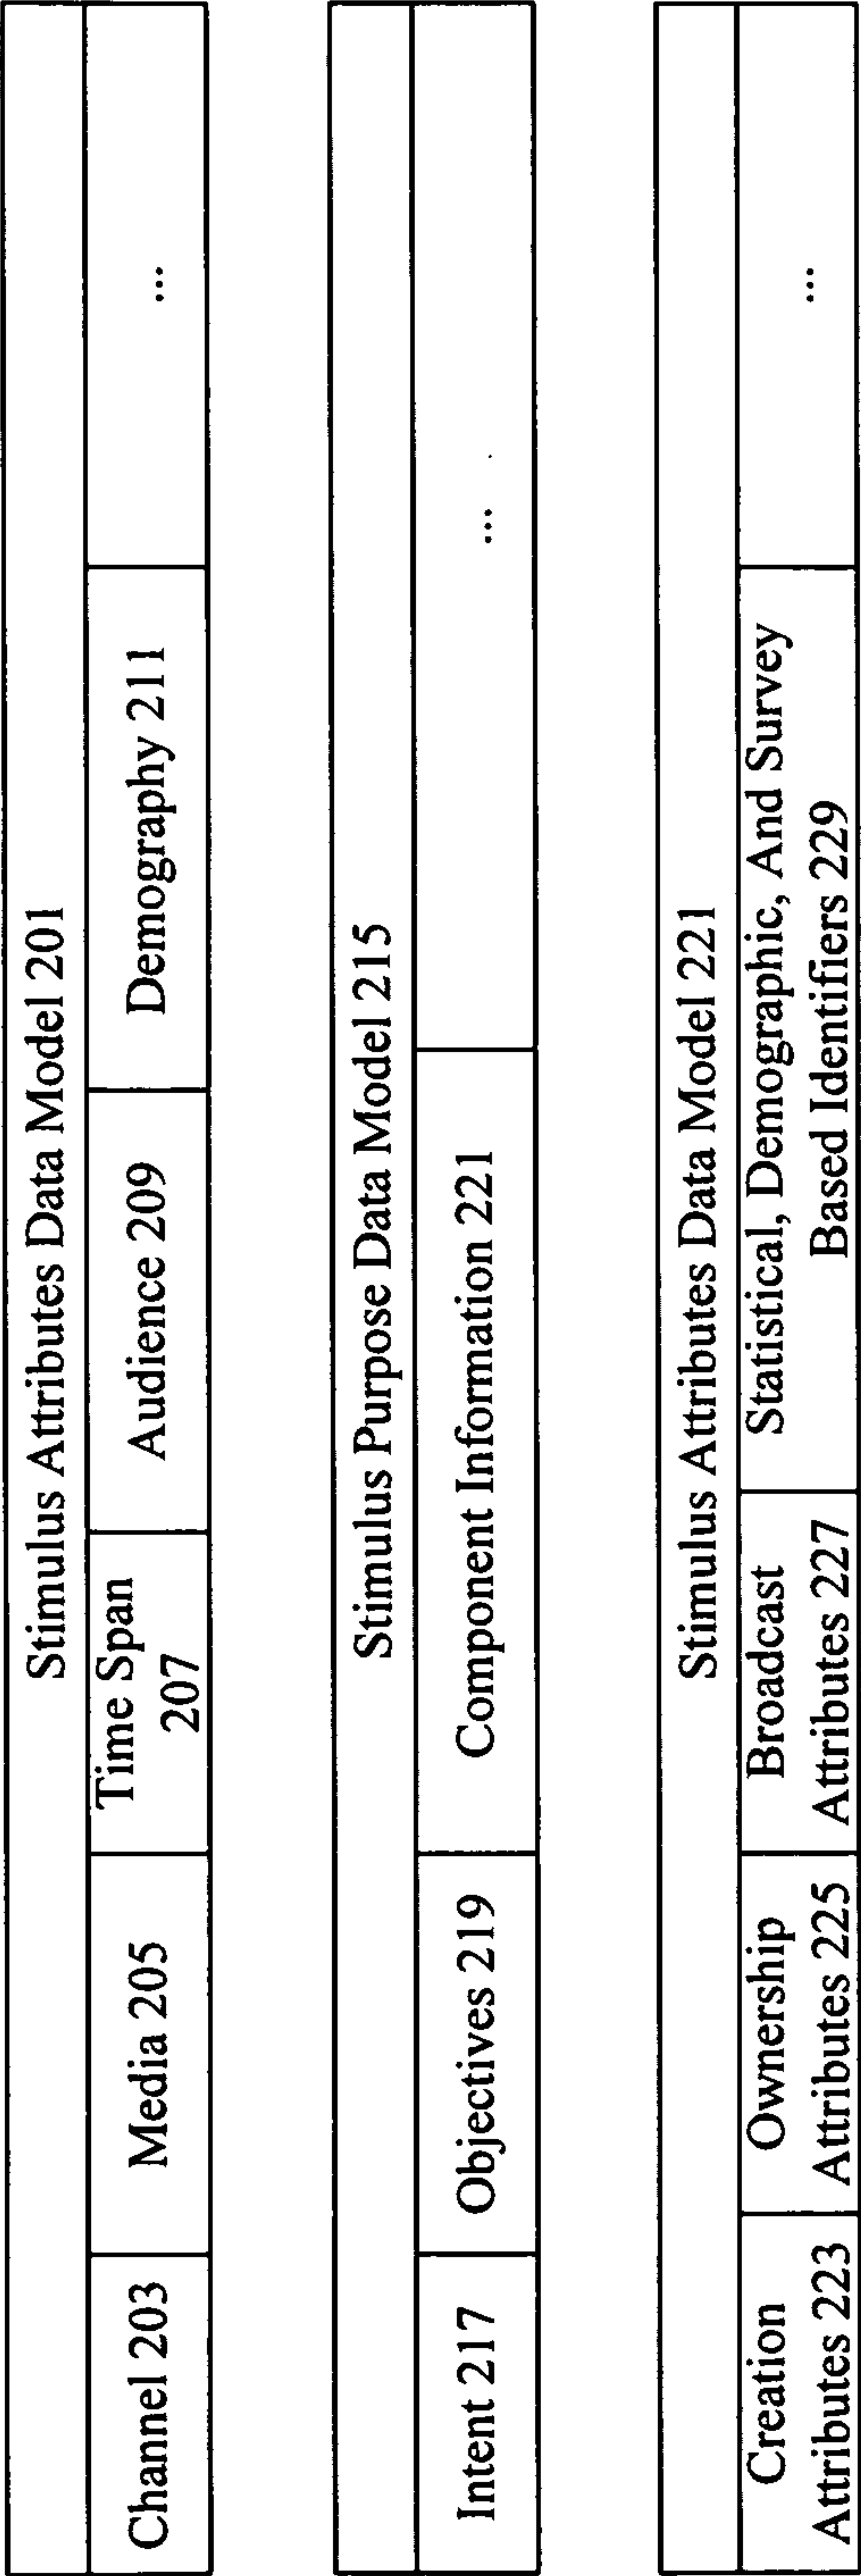 Stimulus Attributes Data Model 201
Channel 203
Media 205
Time Span
207
Audience 209
Demography 211
...
Stimulus Purpose Data Model 215
Intent 217
Objectives 219
Component Information 221
...
Stimulus Attributes Data Model 221
Creation
Attributes 223
Ownership
Attributes 225
Broadcast
Attributes 227
Statistical, Demographic, And Survey
Based Identifiers 229
...